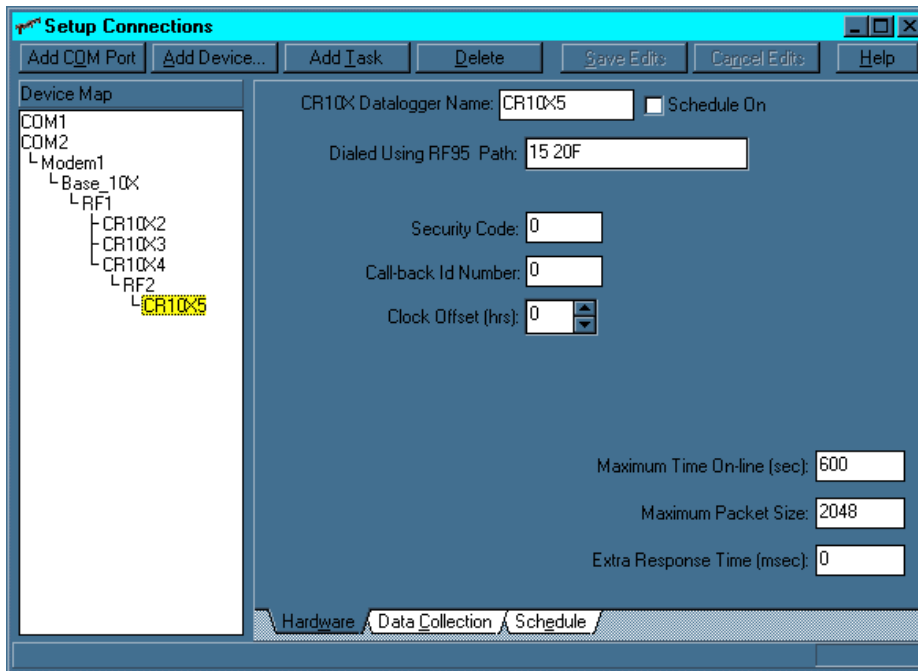 Setup Connections
Add COM Port Add Device... Add Task Delete Save Edits Cancel Edits Help
Device Map
COM1
COM2
Modem1
Base_10X
RF1
CR10X2
CR10X3
CR10X4
RF2
CR10X5
CR10X Datalogger Name: CR10X5 Schedule On
Dialed Using RF95 Path: 15 20F
Security Code: 0
Call-back Id Number: 0
Clock Offset (hrs): 0
Maximum Time On-line (sec): 600
Maximum Packet Size: 2048
Extra Response Time (msec): 0
Hardware Data Collection Schedule